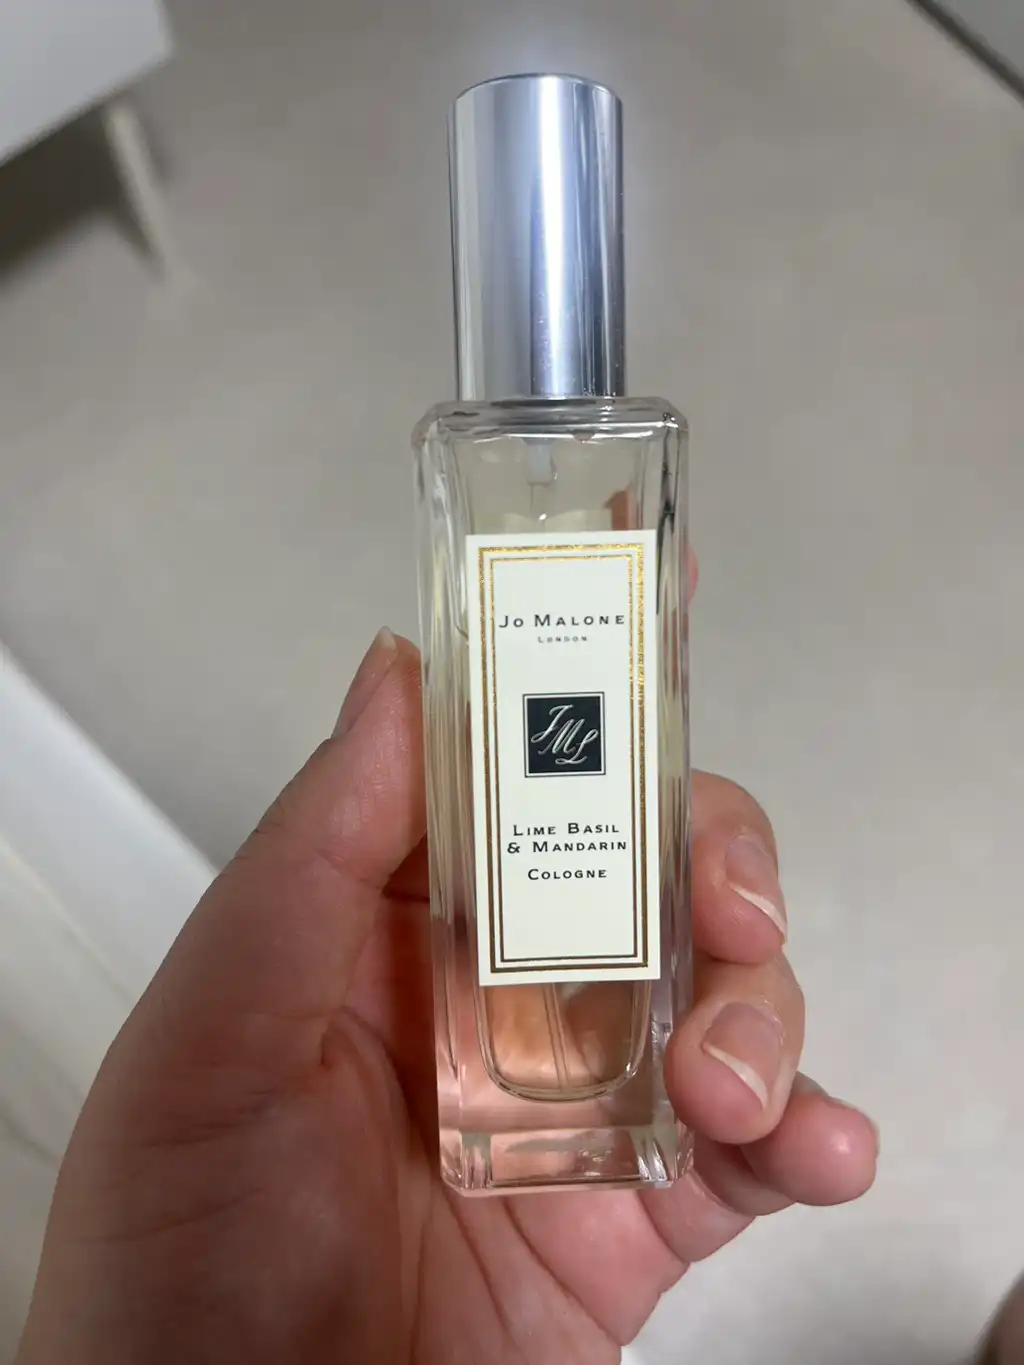 Jo Malone
London
JML
Lime Basil
& Mandarin
Cologne